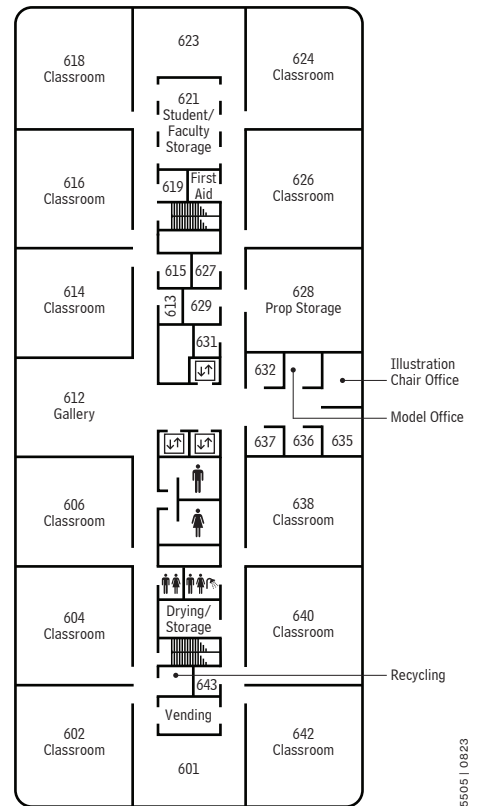 618
Classroom
623
624
Classroom
621
Student/
Faculty
Storage
616
Classroom
619
First
Aid
626
Classroom
614
Classroom
615
627
613
629
628
Prop Storage
631
632
Illustration
Chair Office
612
Gallery
Model Office
637
636
635
606
Classroom
638
Classroom
604
Classroom
Drying/
Storage
640
Classroom
643
Recycling
Vending
602
Classroom
601
642
Classroom
5505 | 0823